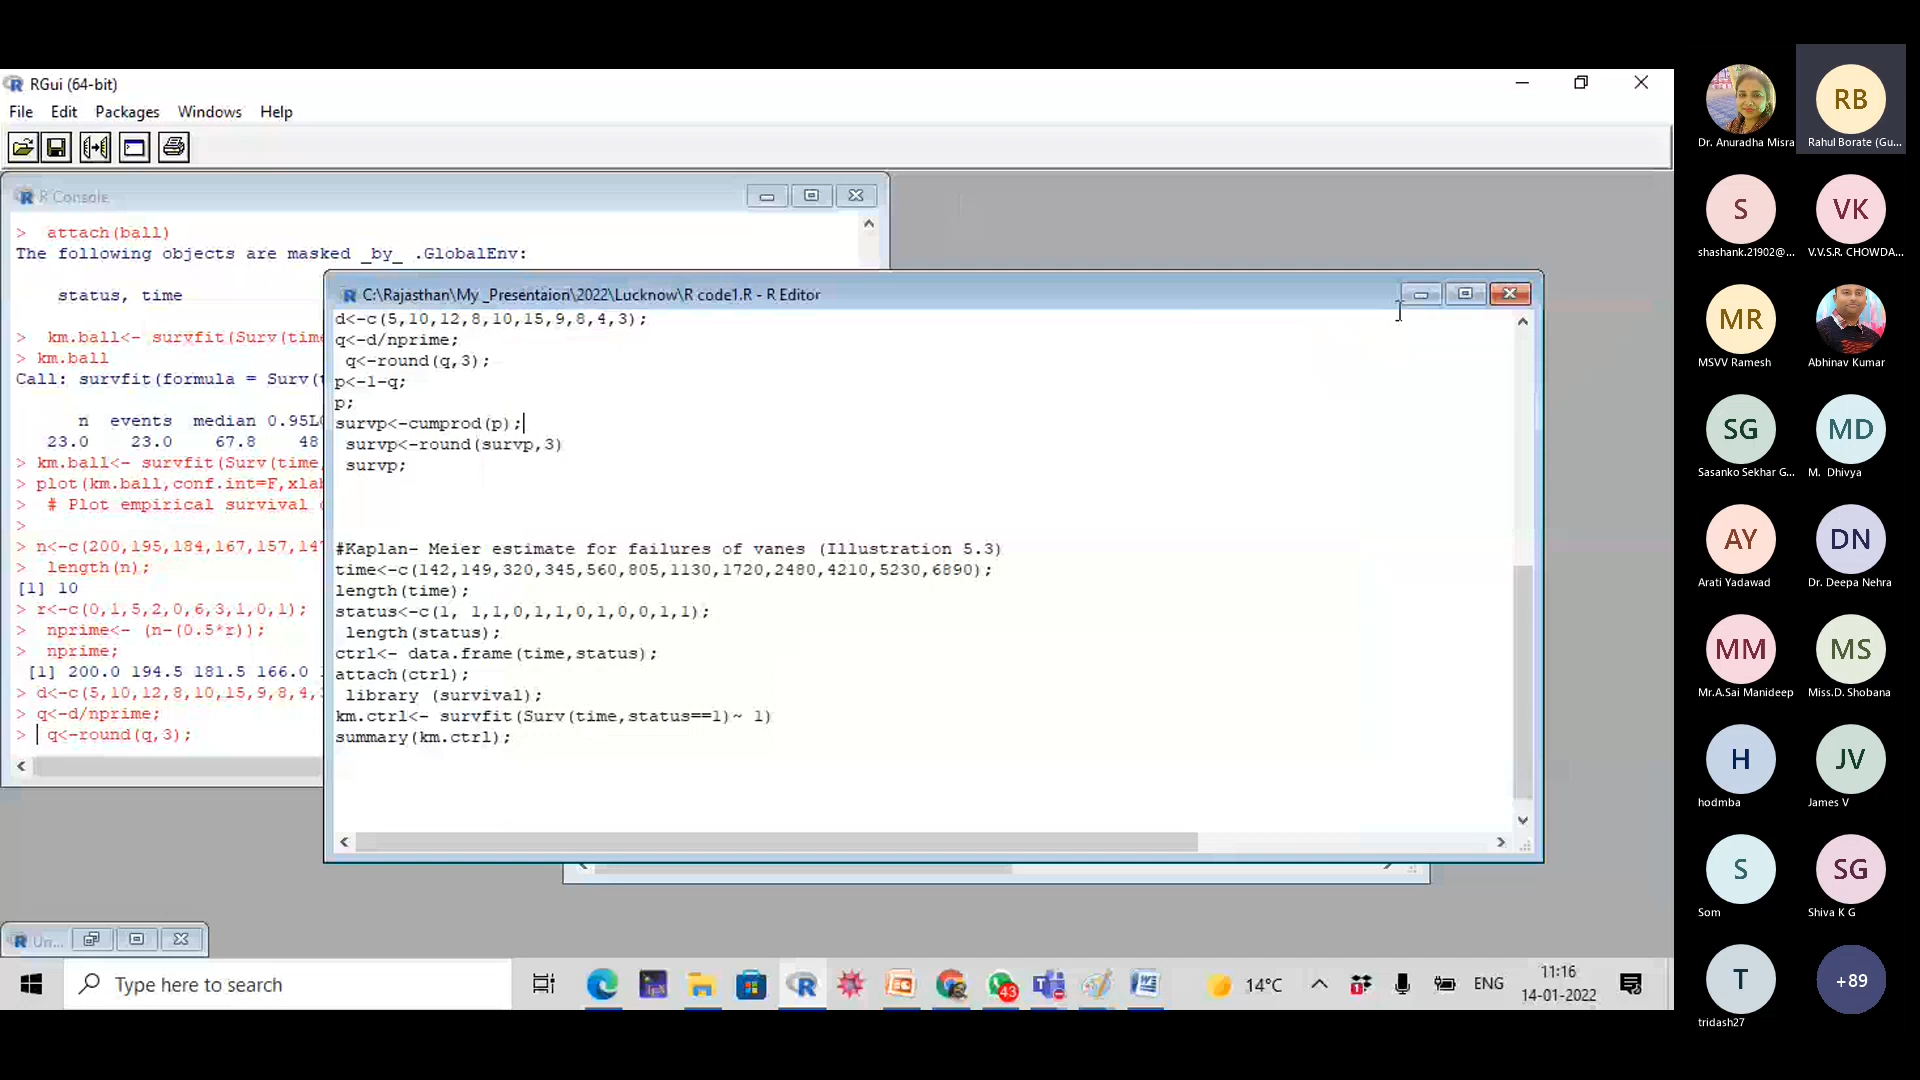 RGui (64-bit)
File Edit Packages Windows Help
R Console
> attach(ball)
The following objects are masked _by_ .GlobalEnv:
status, time
> km.ball<- survfit(Surv(time
> km.ball
Call: survfit(formula = Surv(t
n events median 0.95L
23.0 23.0 67.8 48
> km.ball<- survfit(Surv(time,
> plot(km.ball,conf.int=F,xlab
> # Plot empirical survival
>
> n<-c(200,195,184,167,157,147
> length(n);
[1] 10
> r<-c(0,1,5,2,0,6,3,1,0,1);
> nprime<- (n-(0.5*r));
> nprime;
[1] 200.0 194.5 181.5 166.0
> d<-c(5,10,12,8,10,15,9,8,4,3
> q<-d/nprime;
> q<-round(q,3);
C:\Rajasthan\My _Presentaion\2022\Lucknow\R code1.R - R Editor
d<-c(5,10,12,8,10,15,9,8,4,3);
q<-d/nprime;
q<-round(q,3);
p<-1-q;
p;
survp<-cumprod(p);
survp<-round(survp,3)
survp;
#Kaplan- Meier estimate for failures of vanes (Illustration 5.3)
time<-c(142,149,320,345,560,805,1130,1720,2480,4210,5230,6890);
length(time);
status<-c(1, 1,1,0,1,1,0,1,0,0,1,1);
length(status);
ctrl<- data.frame(time,status);
attach(ctrl);
library (survival);
km.ctrl<- survfit(Surv(time,status==1)~ 1)
summary(km.ctrl);
Un...
Type here to search
43
14°C
ENG
11:16
14-01-2022
Dr. Anuradha Misra
RB
Rahul Borate (Gu...
S
shashank.21902@...
VK
V.V.S.R. CHOWDA...
MR
MSVV Ramesh
Abhinav Kumar
SG
Sasanko Sekhar G...
MD
M. Dhivya
AY
Arati Yadawad
DN
Dr. Deepa Nehra
MM
Mr.A.Sai Manideep
MS
Miss.D. Shobana
H
hodmba
JV
James V
S
Som
SG
Shiva K G
T
tridash27
+89